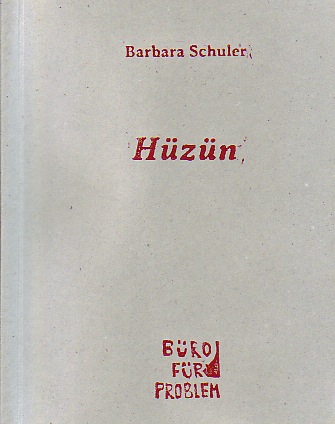 Barbara Schuler
Hüzün
BÜRO
FÜR
PROBLEM